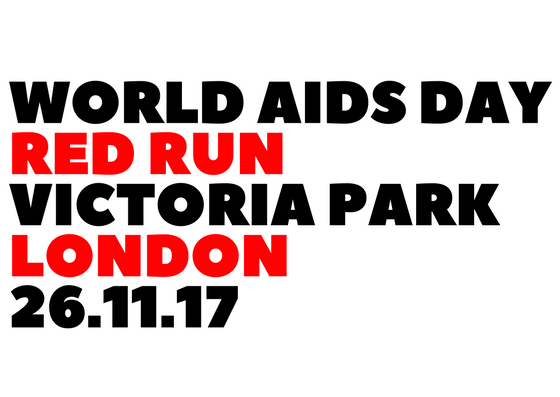 WORLD AIDS DAY
RED RUN
VICTORIA PARK
LONDON
26.11.17